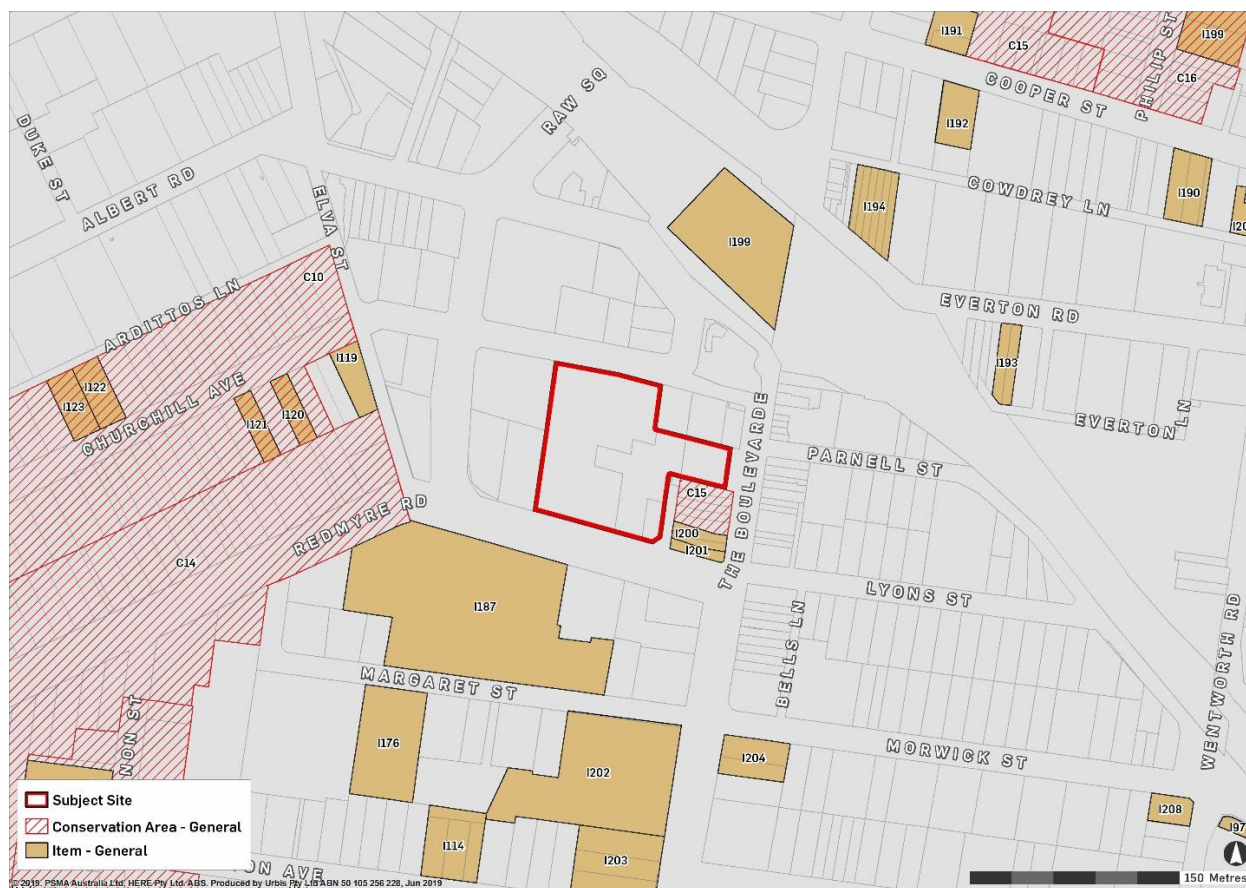 I191
C15
I199
PHILIP ST
C16
COOPER ST
RAW SQ
I192
DUKE ST
ALBERT RD
ELVA ST
COWDREY LN
I190
I194
I20
I199
C10
ARDITTOS LN
EVERTON RD
I119
I193
I122
I123
CHURCHILL AVE
I120
I121
THE BOULEVARDE
EVERTON LN
PARNELL ST
C15
REDMYRE RD
I200
I201
C14
LYONS ST
I187
BELLS LN
WENTWORTH RD
MARGARET ST
NON ST
I176
I202
MORWICK ST
I204
I208
I97
I114
I203
ON AVE
Subject Site
Conservation Area - General
Item - General
© 2019. PSMA Australia Ltd, HERE Pty Ltd. ABS. Produced by Urbis Pty Ltd ABN 50 105 256 228, Jun 2019
150 Metres